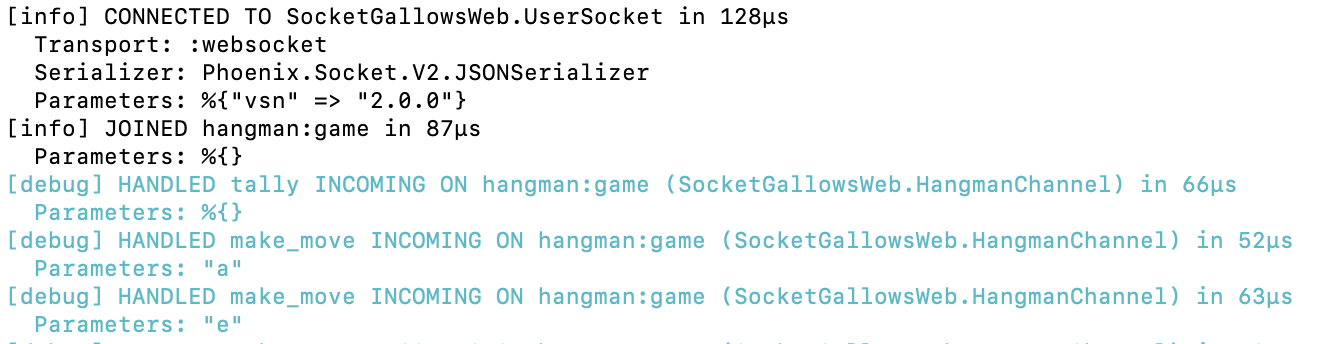 [info] CONNECTED TO SocketGallowsWeb.UserSocket in 128µs
  Transport: :websocket
  Serializer: Phoenix.Socket.V2.JSONSerializer
  Parameters: %{"vsn" => "2.0.0"}
[info] JOINED hangman:game in 87µs
  Parameters: %{}
[debug] HANDLED tally INCOMING ON hangman:game (SocketGallowsWeb.HangmanChannel) in 66µs
  Parameters: %{}
[debug] HANDLED make_move INCOMING ON hangman:game (SocketGallowsWeb.HangmanChannel) in 52µs
  Parameters: "a"
[debug] HANDLED make_move INCOMING ON hangman:game (SocketGallowsWeb.HangmanChannel) in 63µs
  Parameters: "e"